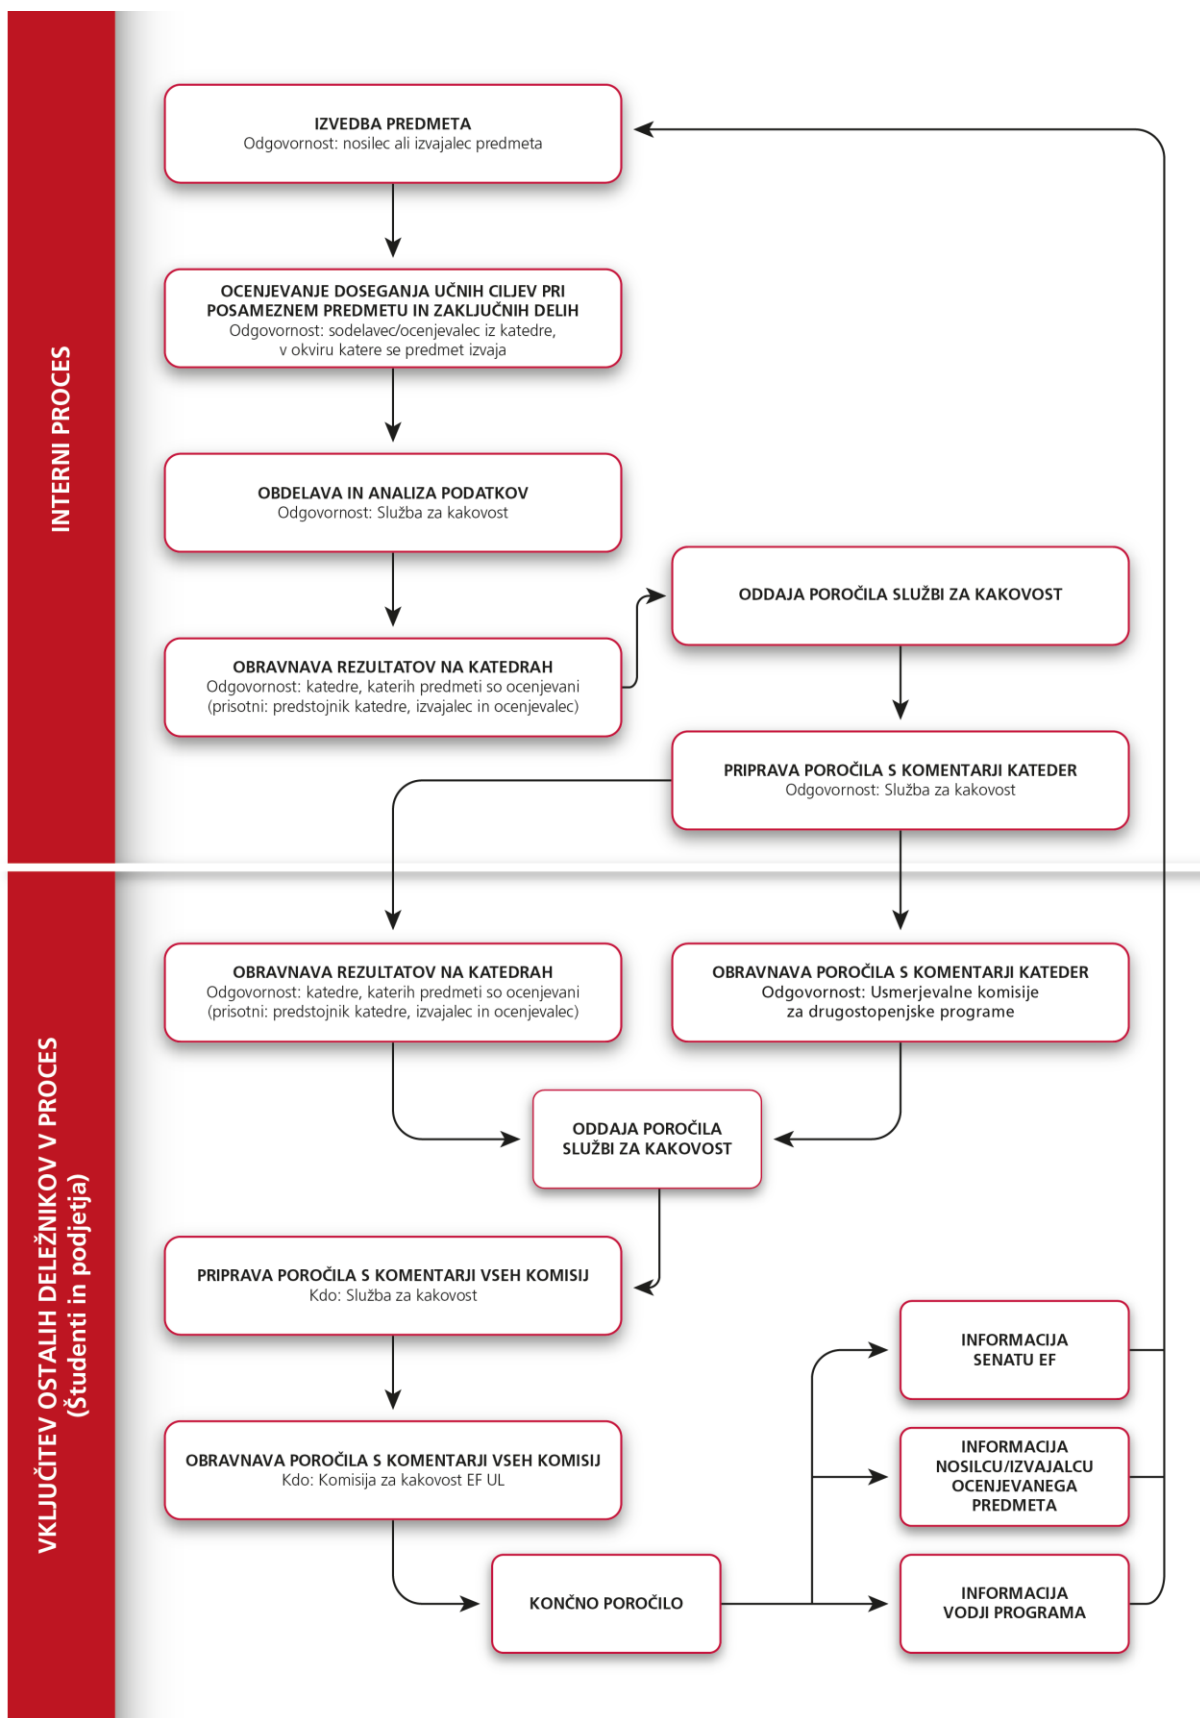 INTERNI PROCES
IZVEDBA PREDMETA
Odgovornost: nosilec ali izvajalec predmeta
OCENJEVANJE DOSEGANJA UČNIH CILJEV PRI
POSAMEZNEM PREDMETU IN ZAKLJUČNIH DELIH
Odgovornost: sodelavec/ocenjevalec iz katedre,
v okviru katere se predmet izvaja
OBDELAVA IN ANALIZA PODATKOV
Odgovornost: Služba za kakovost
OBRAVNAVA REZULTATOV NA KATEDRAH
Odgovornost: katedre, katerih predmeti so ocenjevani
(prisotni: predstojnik katedre, izvajalec in ocenjevalec)
ODDAJA POROČILA SLUŽBI ZA KAKOVOST
PRIPRAVA POROČILA S KOMENTARJI KATEDER
Odgovornost: Služba za kakovost
VKLJUČITEV OSTALIH DELEŽNIKOV V PROCES
(Študenti in podjetja)
OBRAVNAVA REZULTATOV NA KATEDRAH
Odgovornost: katedre, katerih predmeti so ocenjevani
(prisotni: predstojnik katedre, izvajalec in ocenjevalec)
OBRAVNAVA POROČILA S KOMENTARJI KATEDER
Odgovornost: Usmerjevalne komisije
za drugostopenjske programe
ODDAJA POROČILA
SLUŽBI ZA KAKOVOST
PRIPRAVA POROČILA S KOMENTARJI VSEH KOMISIJ
Kdo: Služba za kakovost
OBRAVNAVA POROČILA S KOMENTARJI VSEH KOMISIJ
Kdo: Komisija za kakovost EF UL
KONČNO POROČILO
INFORMACIJA
SENATU EF
INFORMACIJA
NOSILCU/IZVAJALCU
OCENJEVANEGA
PREDMETA
INFORMACIJA
VODJI PROGRAMA